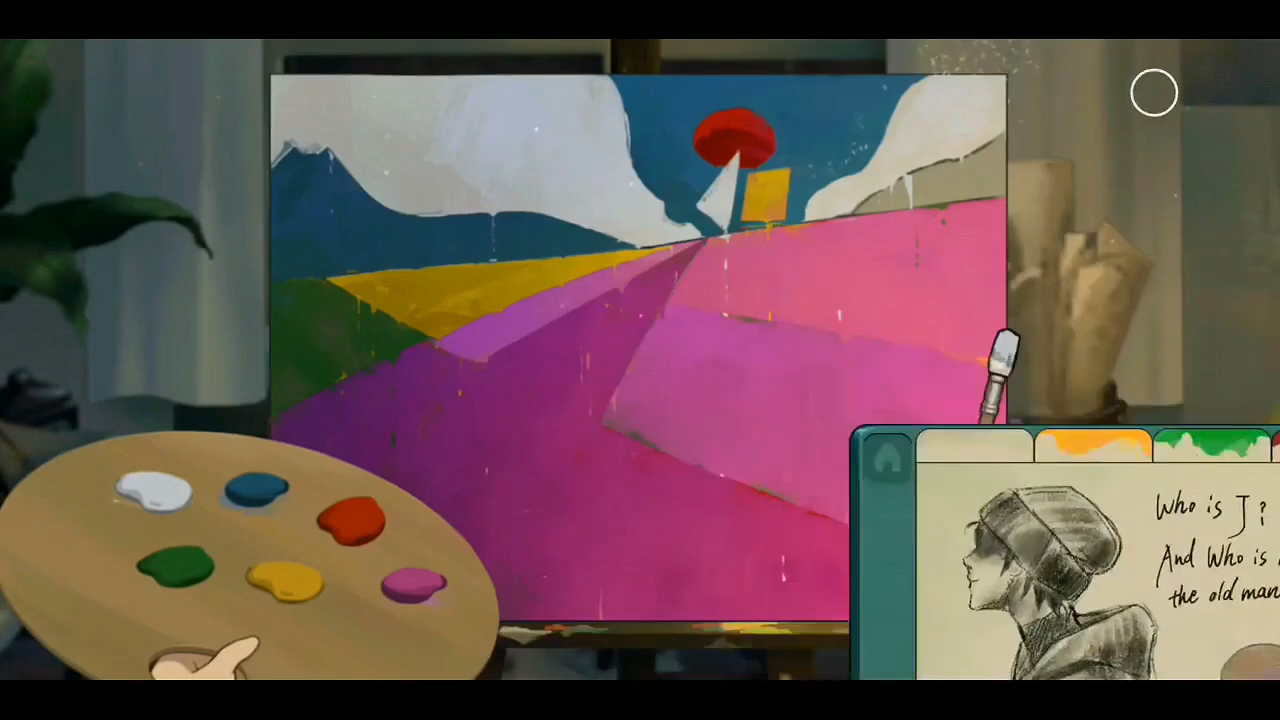 Who is J?
And Who is
the old man